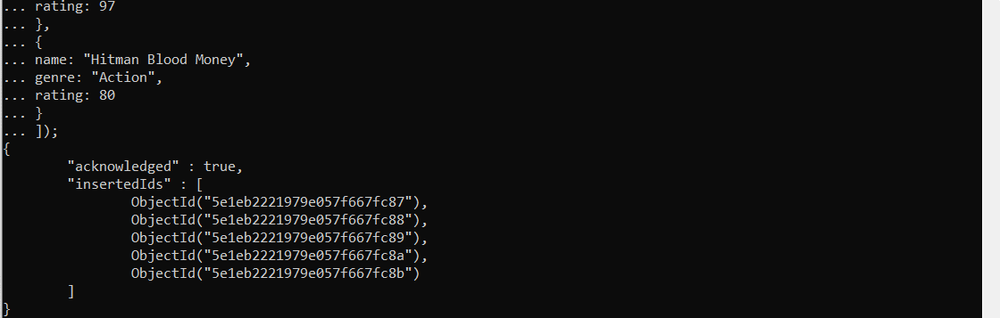 ... rating: 97
... },
... {
... name: "Hitman Blood Money",
... genre: "Action",
... rating: 80
... }
... ]);
{
        "acknowledged" : true,
        "insertedIds" : [
                ObjectId("5e1eb2221979e057f667fc87"),
                ObjectId("5e1eb2221979e057f667fc88"),
                ObjectId("5e1eb2221979e057f667fc89"),
                ObjectId("5e1eb2221979e057f667fc8a"),
                ObjectId("5e1eb2221979e057f667fc8b")
        ]
}